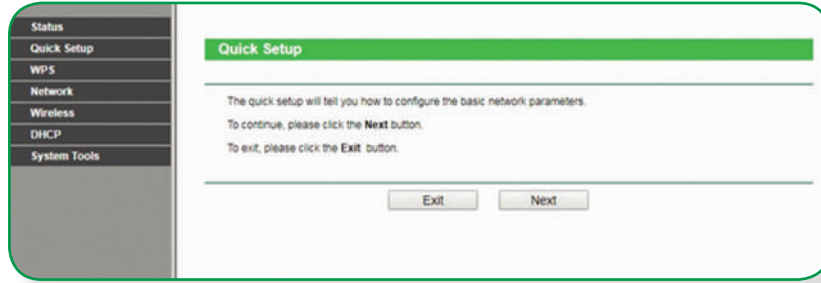 Status
Quick Setup
WPS
Network
Wireless
DHCP
System Tools
Quick Setup
The quick setup will tell you how to configure the basic network parameters.
To continue, please click the Next button.
To exit, please click the Exit button.
Exit Next